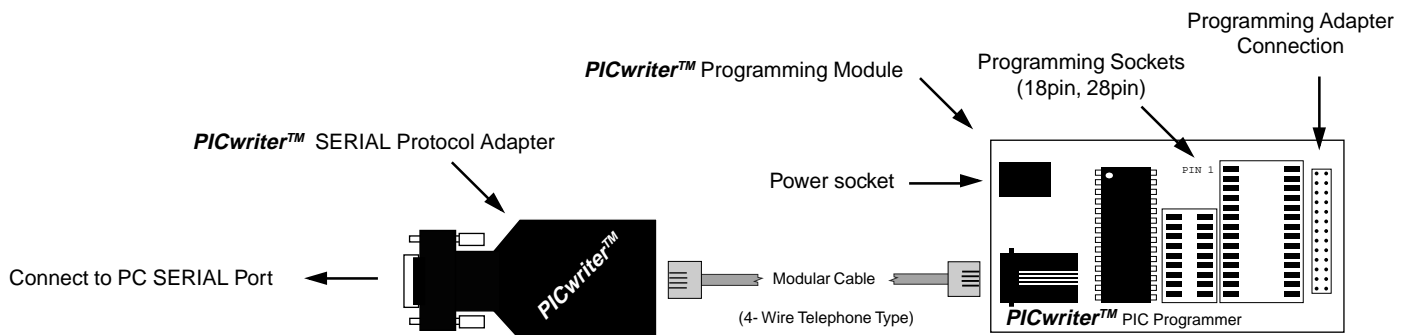 Programming Adapter
Connection
PICwriter™ Programming Module
Programming Sockets
(18pin, 28pin)
PICwriter™ SERIAL Protocol Adapter
Power socket
PIN 1
Connect to PC SERIAL Port
PICwriter™
Modular Cable
(4- Wire Telephone Type)
PICwriter™ PIC Programmer